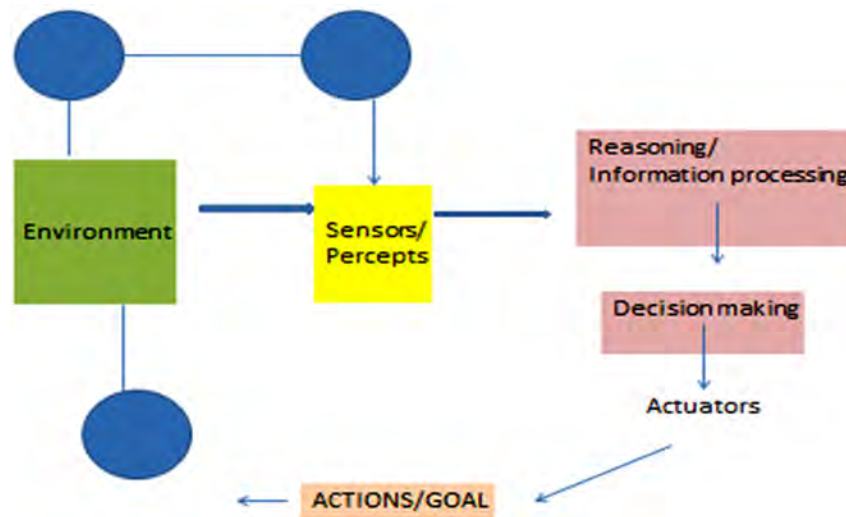 Environment
Sensors/
Percepts
Reasoning/
Information processing
Decision making
Actuators
ACTIONS/GOAL